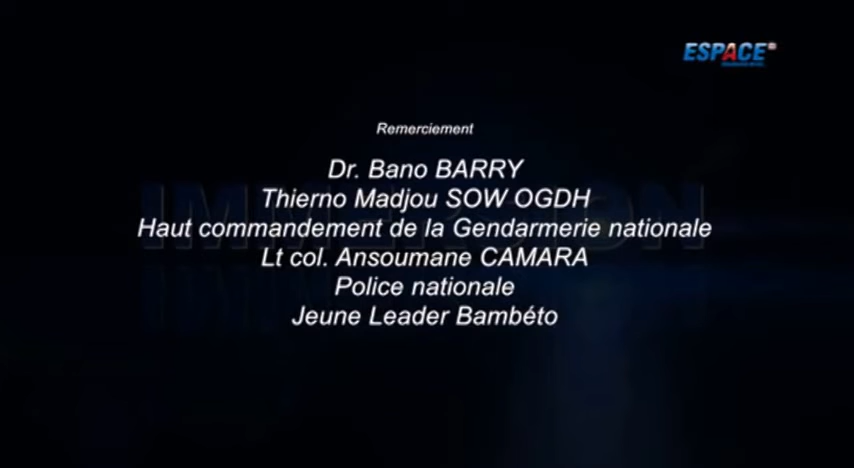 ESPACE
Remerciement
Dr. Bano BARRY
Thierno Madjou SOW OGDH
Haut commandement de la Gendarmerie nationale
Lt col. Ansoumane CAMARA
Police nationale
Jeune Leader Bambéto
IMMERSION